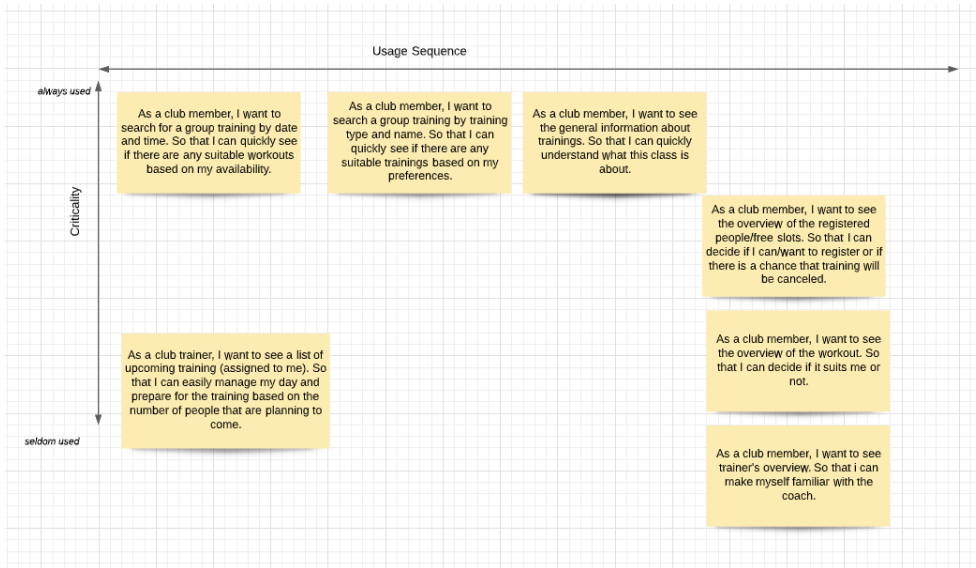 Usage Sequence
always used
Criticality
seldom used
As a club member, I want to
search for a group training by date
and time. So that I can quickly see
if there are any suitable workouts
based on my availability.
As a club member, I want to
search a group training by training
type and name. So that I can
quickly see if there are any
suitable trainings based on my
preferences.
As a club member, I want to see
the general information about
trainings. So that I can quickly
understand what this class is
about.
As a club member, I want to see
the overview of the registered
people/free slots. So that I can
decide if I can/want to register or if
there is a chance that training will
be canceled.
As a club member, I want to see
the overview of the workout. So
that I can decide if it suits me or
not.
As a club trainer, I want to see a list of
upcoming training (assigned to me). So
that I can easily manage my day and
prepare for the training based on the
number of people that are planning to
come.
As a club member, I want to see
trainer's overview. So that i can
make myself familiar with the
coach.